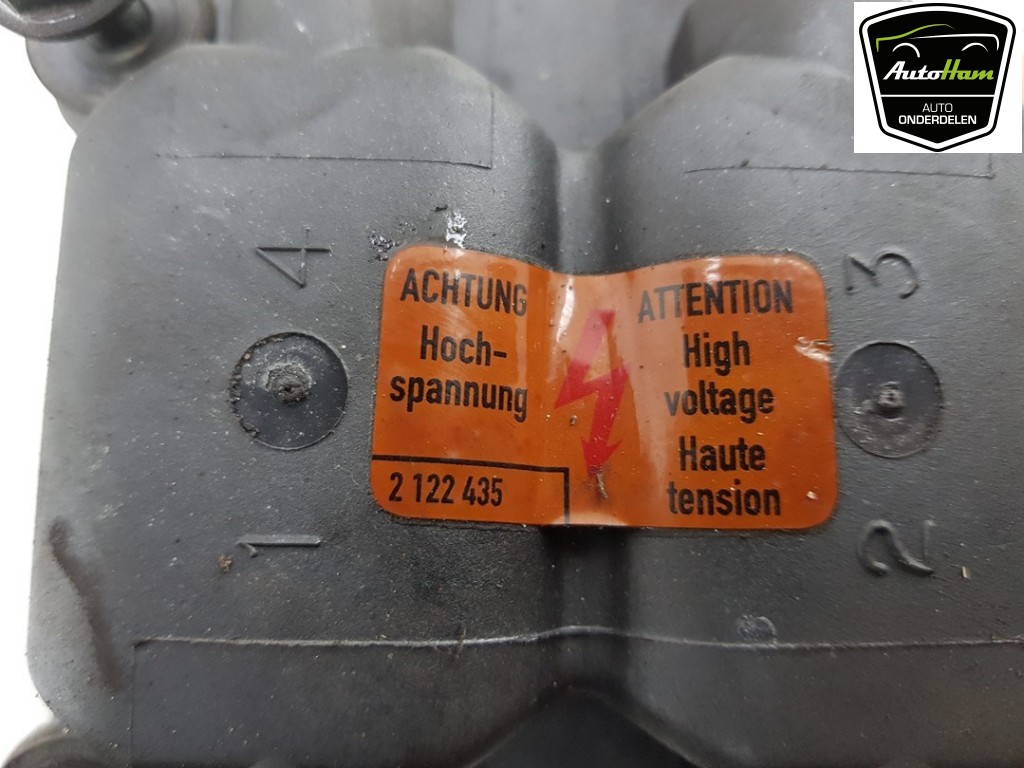 AutoHam
AUTO
ONDERDELEN
4
3
ACHTUNG
Hoch-
spannung
2 122 435
ATTENTION
High
voltage
Haute
tension
1
2